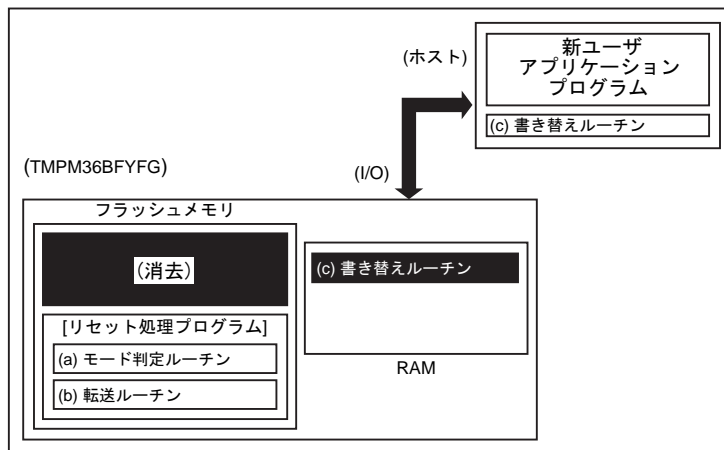 (ホスト)
新ユーザ
アプリケーション
プログラム
(c) 書き替えルーチン
(TMPM36BFYFG)
(I/O)
フラッシュメモリ
(消去)
(c) 書き替えルーチン
[リセット処理プログラム]
(a) モード判定ルーチン
(b) 転送ルーチン
RAM